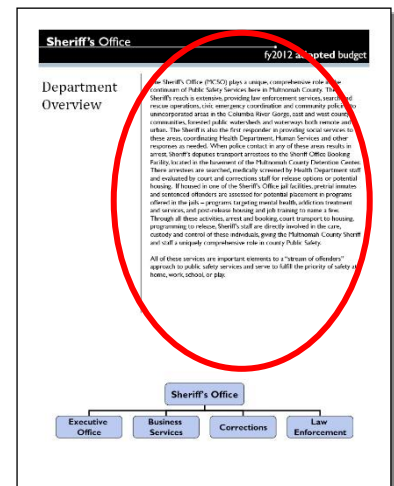 Sheriff's Office
fy2012 adopted budget
Department
Overview
The Sheriff's Office (MCSO) plays a unique, comprehensive role in the
continuum of Public Safety Services here in Multnomah County. The
Sheriff's reach is extensive, providing law enforcement services, search and
rescue operations, civic emergency coordination and community policing to
unincorporated areas in the Columbia River Gorge, east and west county
communities, forested public watersheds and waterways both remote and
urban. The Sheriff is also the first responder in providing social services to
these areas, coordinating Health Department, Human Services and other
responses as needed. When police contact in any of these areas results in
arrest, Sheriff's deputies transport arrestees to the Sheriff Office Booking
Facility, located in the basement of the Multnomah County Detention Center.
There arrestees are searched, medically screened by Health Department staff
and evaluated by court and corrections staff for release options or potential
housing. If housed in one of the Sheriff's Office jail facilities, pretrial inmates
and sentenced offenders are assessed for potential placement in programs
offered in the jails – programs targeting mental health, addiction treatment
and services, and post-release housing and job training to name a few.
Through all these activities, arrest and booking, court transport to housing,
programming to release, Sheriff's staff are directly involved in the care,
custody and control of these individuals, giving the Multnomah County Sheriff
and staff a uniquely comprehensive role in county Public Safety.
All of these services are important elements to a "stream of offenders"
approach to public safety services and serve to fulfill the priority of safety at
home, work, school, or play.
Sheriff's Office
Executive
Office
Business
Services
Corrections
Law
Enforcement